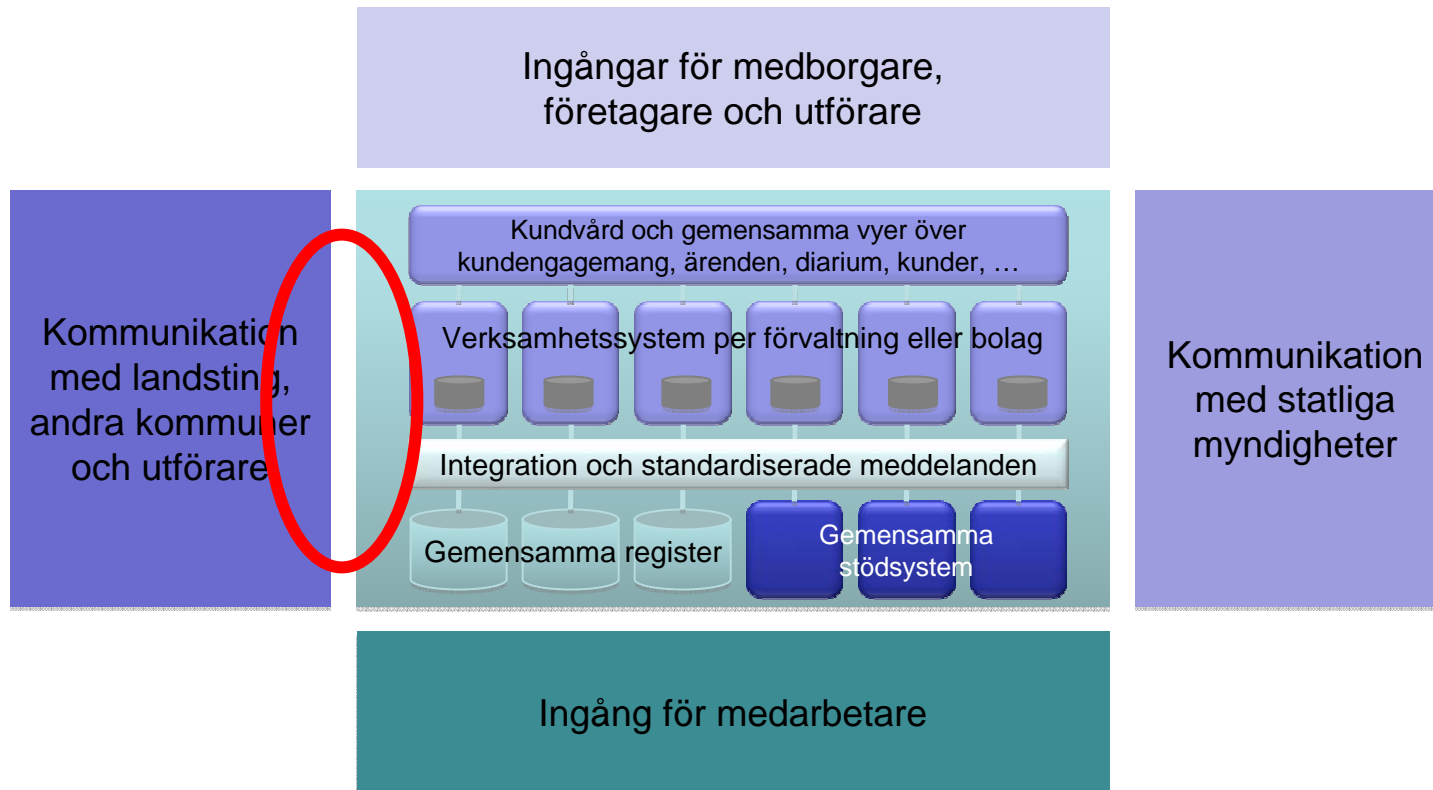 Ingångar för medborgare,
företagare och utförare
Kommunikation
med landsting,
andra kommuner
och utförare
Kundvård och gemensamma vyer över
kundengagemang, ärenden, diarium, kunder, …
Verksamhetssystem per förvaltning eller bolag
Integration och standardiserade meddelanden
Gemensamma register
Gemensamma
stödsystem
Kommunikation
med statliga
myndigheter
Ingång för medarbetare